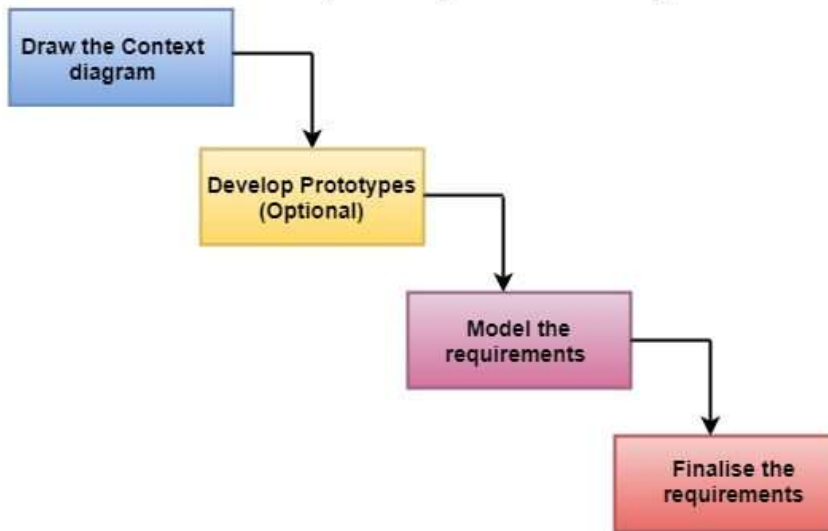 Draw the Context
diagram
Develop Prototypes
(Optional)
Model the
requirements
Finalise the
requirements